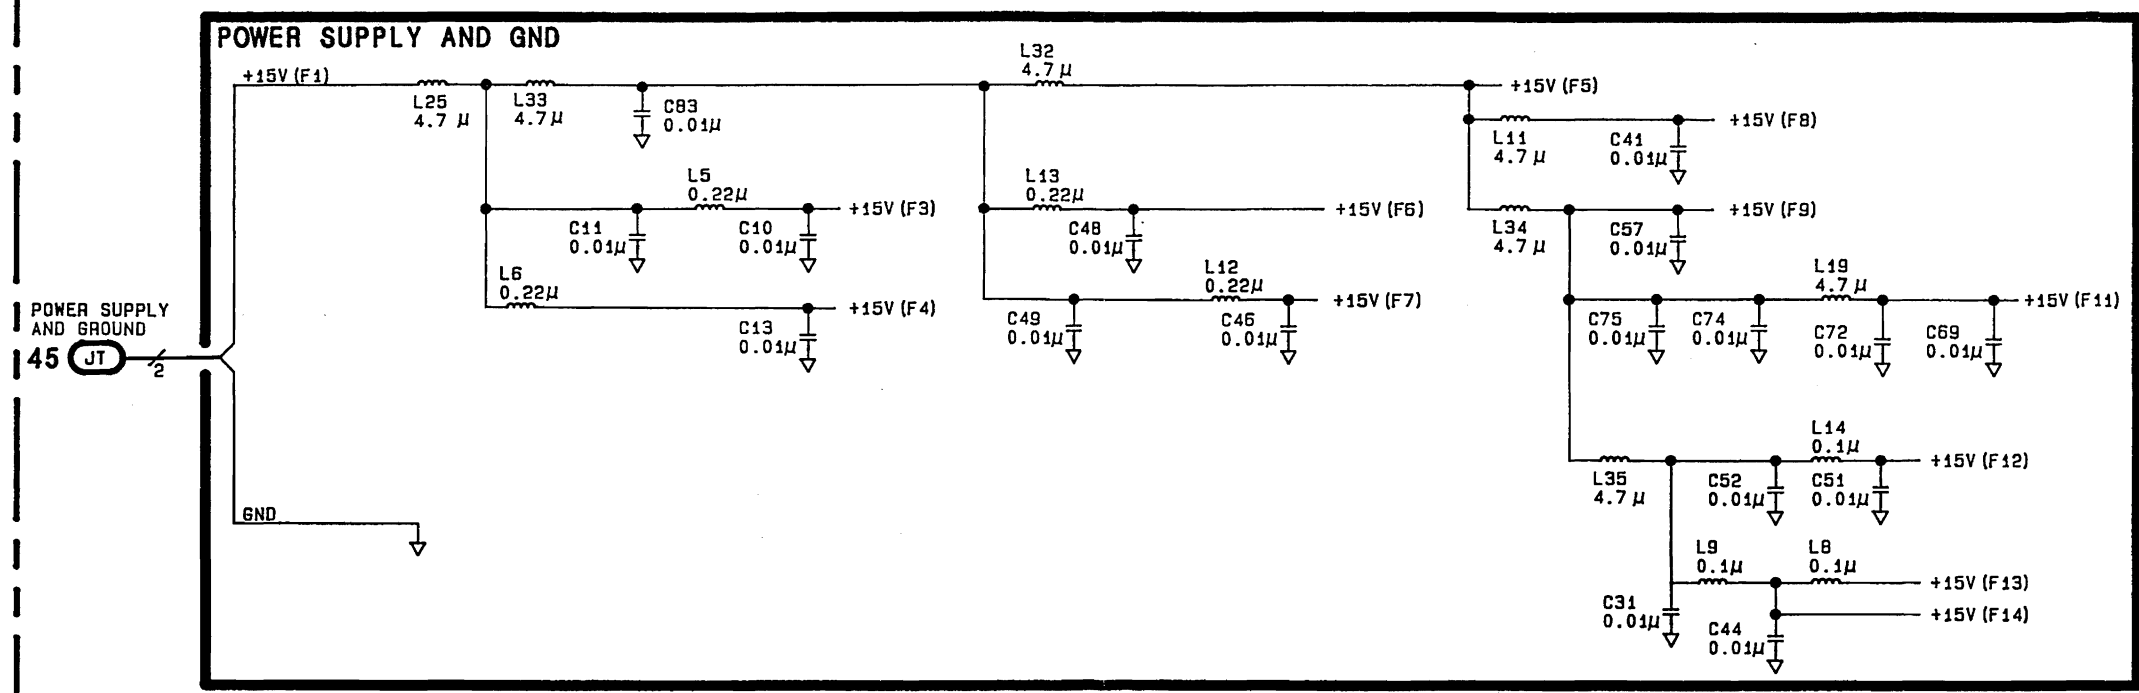 POWER SUPPLY AND GND
+15V (F1)
L25
4.7 µ
L33
4.7 µ
C83
0.01µ
L32
4.7 µ
+15V (F5)
L11
4.7 µ
C41
0.01µ
+15V (F8)
L5
0.22µ
C11
0.01µ
C10
0.01µ
+15V (F3)
L13
0.22µ
C48
0.01µ
+15V (F6)
L34
4.7 µ
C57
0.01µ
+15V (F9)
L6
0.22µ
C13
0.01µ
+15V (F4)
L12
0.22µ
C49
0.01µ
C46
0.01µ
+15V (F7)
L19
4.7 µ
C75
0.01µ
C74
0.01µ
C72
0.01µ
C69
0.01µ
+15V (F11)
POWER SUPPLY
AND GROUND
45 JT
2
L14
0.1µ
L35
4.7 µ
C52
0.01µ
C51
0.01µ
+15V (F12)
GND
L9
0.1µ
L8
0.1µ
+15V (F13)
C31
0.01µ
+15V (F14)
C44
0.01µ